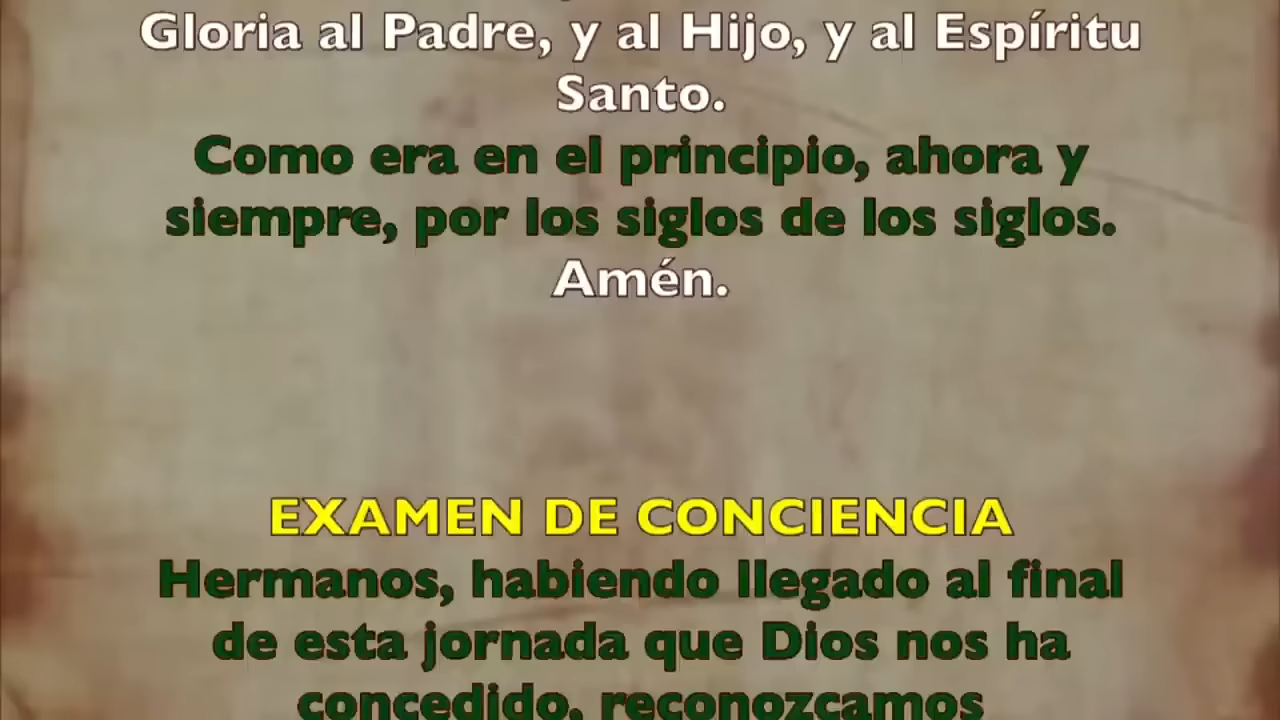 Gloria al Padre, y al Hijo, y al Espíritu
Santo.
Como era en el principio, ahora y
siempre, por los siglos de los siglos.
Amén.
EXAMEN DE CONCIENCIA
Hermanos, habiendo llegado al final
de esta jornada que Dios nos ha
concedido, reconozcamos